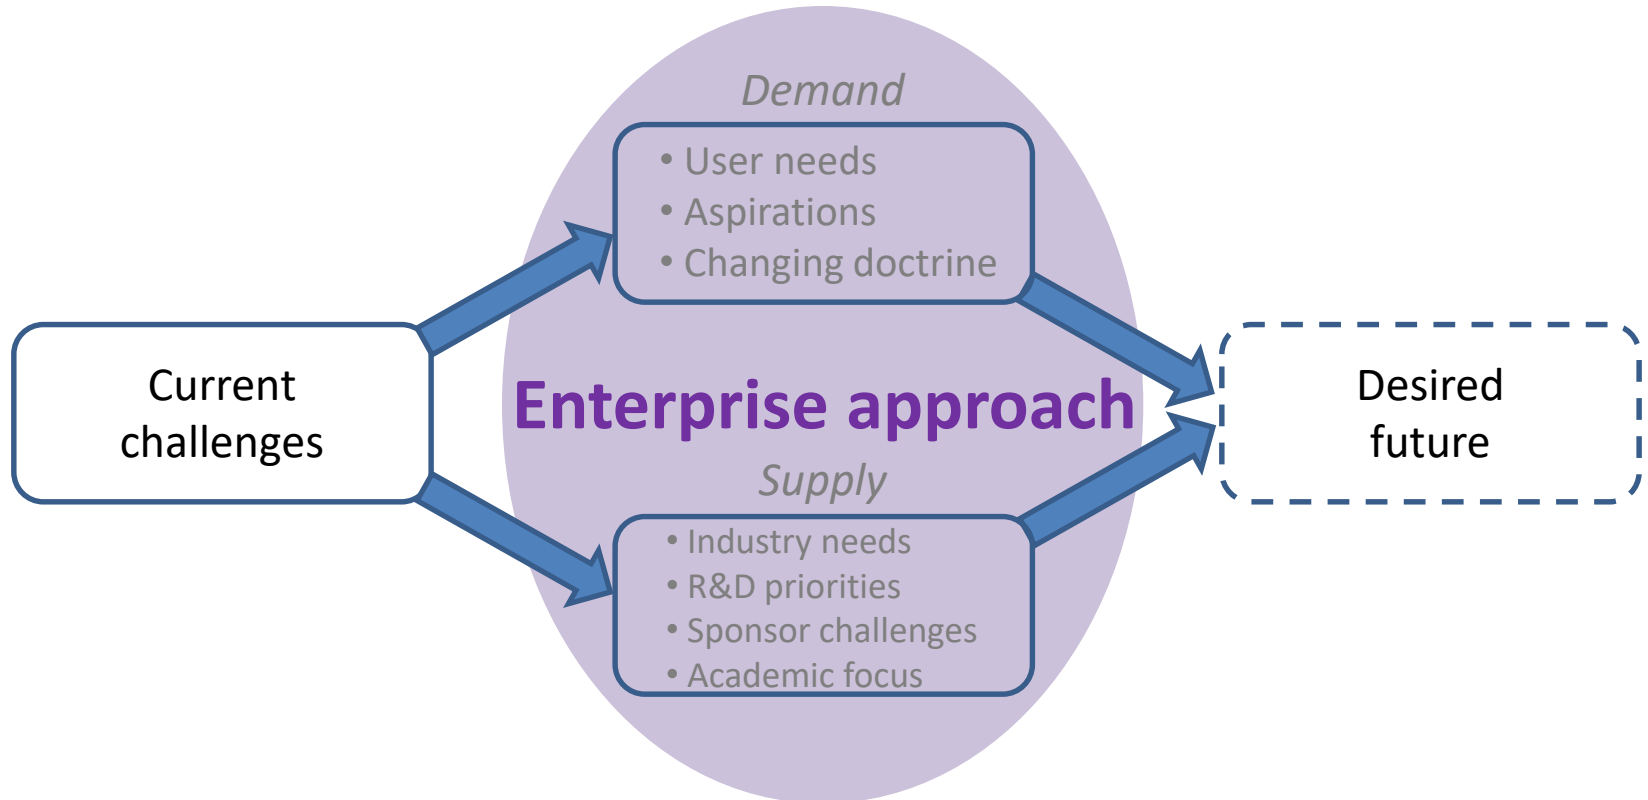 Demand
• User needs
• Aspirations
• Changing doctrine
Current
challenges
Enterprise approach
Desired
future
Supply
• Industry needs
• R&D priorities
• Sponsor challenges
• Academic focus